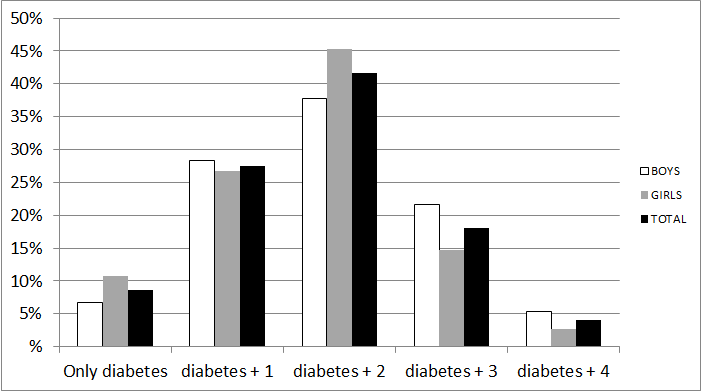 50%
45%
40%
35%
30%
25%
20%
15%
10%
5%
%
Only diabetes
diabetes + 1
diabetes + 2
diabetes + 3
diabetes + 4
BOYS
GIRLS
TOTAL